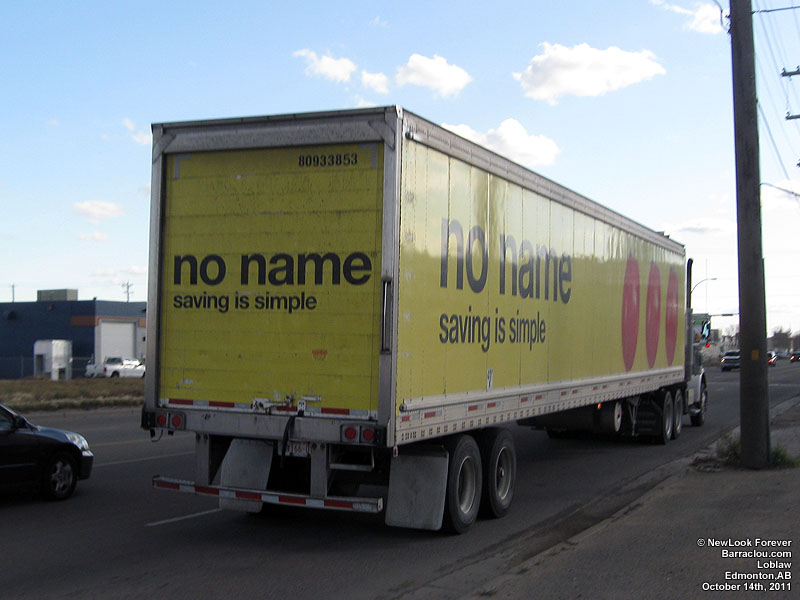 80933853
no name®
saving is simple
no name
saving is simple
© NewLook Forever
Barraclou.com
Loblaw
Edmonton,AB
October 14th, 2011